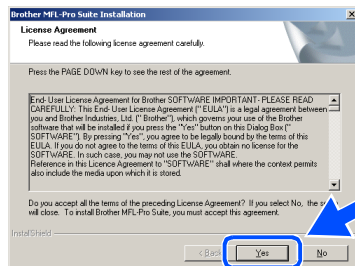 Brother MFL-Pro Suite Installation
License Agreement
Please read the following license agreement carefully.
Press the PAGE DOWN key to see the rest of the agreement.
End- User License Agreement for Brother SOFTWARE IMPORTANT- PLEASE READ
CAREFULLY: This End- User License Agreement (" EULA") is a legal agreement between
you and Brother Industries, Ltd. (" Brother"), which governs your use of the Brother
software that will be installed if you press the "Yes" button on this Dialog Box ("
SOFTWARE"). By pressing "Yes", you agree to be legally bound by the terms of this
EULA. If you do not agree to the terms of this EULA, you obtain no license for the
SOFTWARE. In such case, you may not use the SOFTWARE.
Reference in this Licence Agreement to "SOFTWARE" shall where the context permits
also include the media upon which it is stored.
Do you accept all the terms of the preceding License Agreement? If you select No, the
will close. To install Brother MFL-Pro Suite, you must accept this agreement.
InstallShield
< Back
Yes
No